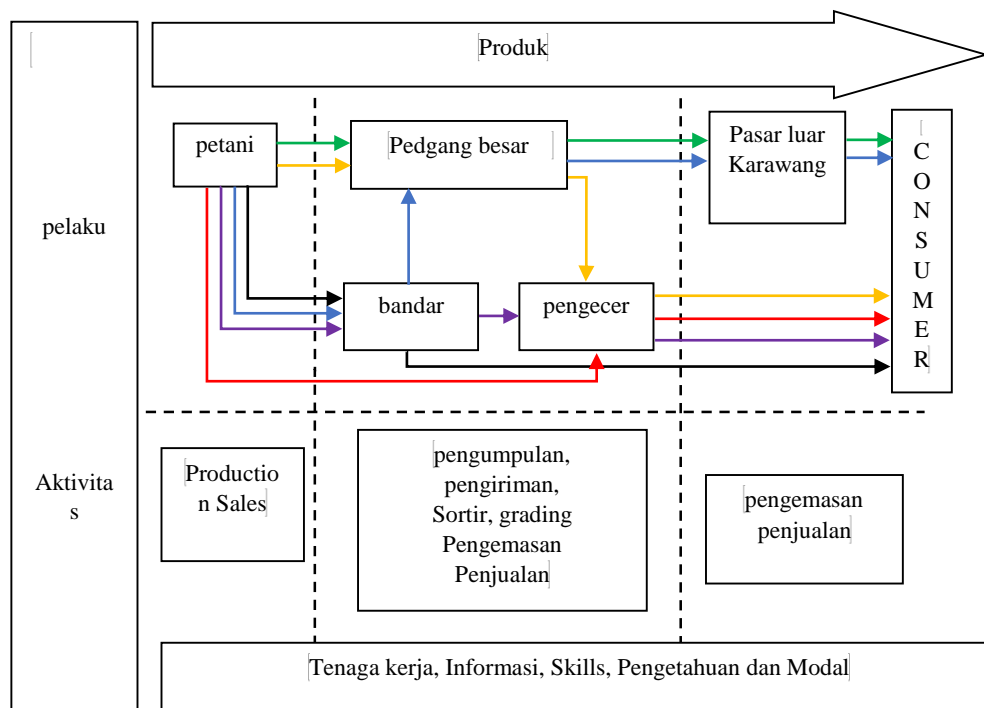 Produk
petani
Pedgang besar
Pasar luar
Karawang
C
O
N
S
U
M
E
R
pelaku
bandar
pengecer
Aktivita
s
Productio
n Sales
pengumpulan,
pengiriman,
Sortir, grading
Pengemasan
Penjualan
pengemasan
penjualan
Tenaga kerja, Informasi, Skills, Pengetahuan dan Modal